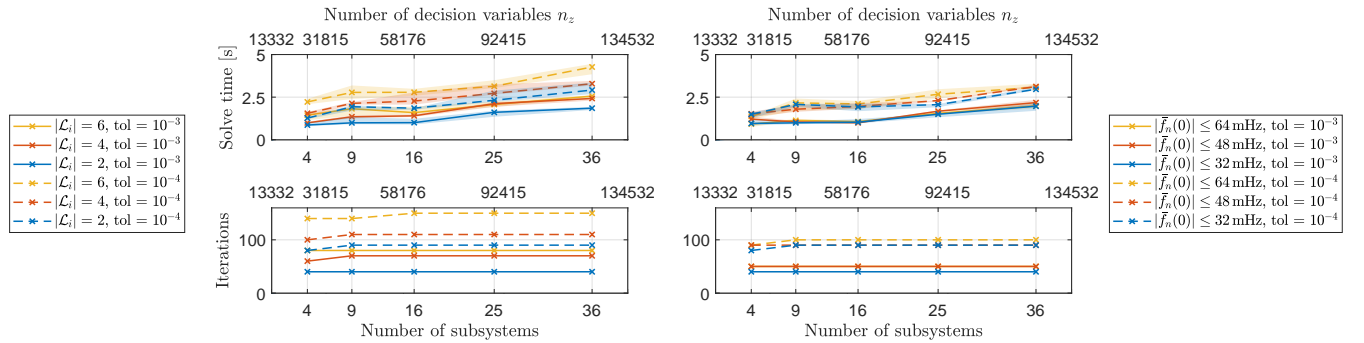 Number of decision variables $n_z$
13332 31815 58176 92415 134532
Solve time [s]
5
2.5
0
4 9 16 25 36
13332 31815 58176 92415 134532
Iterations
100
0
4 9 16 25 36
Number of subsystems
|ℒᵢ| = 6, tol = 10⁻³
|ℒᵢ| = 4, tol = 10⁻³
|ℒᵢ| = 2, tol = 10⁻³
|ℒᵢ| = 6, tol = 10⁻⁴
|ℒᵢ| = 4, tol = 10⁻⁴
|ℒᵢ| = 2, tol = 10⁻⁴
Number of decision variables $n_z$
13332 31815 58176 92415 134532
5
2.5
0
4 9 16 25 36
13332 31815 58176 92415 134532
100
0
4 9 16 25 36
Number of subsystems
|f̄ₙ(0)| ≤ 64 mHz, tol = 10⁻³
|f̄ₙ(0)| ≤ 48 mHz, tol = 10⁻³
|f̄ₙ(0)| ≤ 32 mHz, tol = 10⁻³
|f̄ₙ(0)| ≤ 64 mHz, tol = 10⁻⁴
|f̄ₙ(0)| ≤ 48 mHz, tol = 10⁻⁴
|f̄ₙ(0)| ≤ 32 mHz, tol = 10⁻⁴